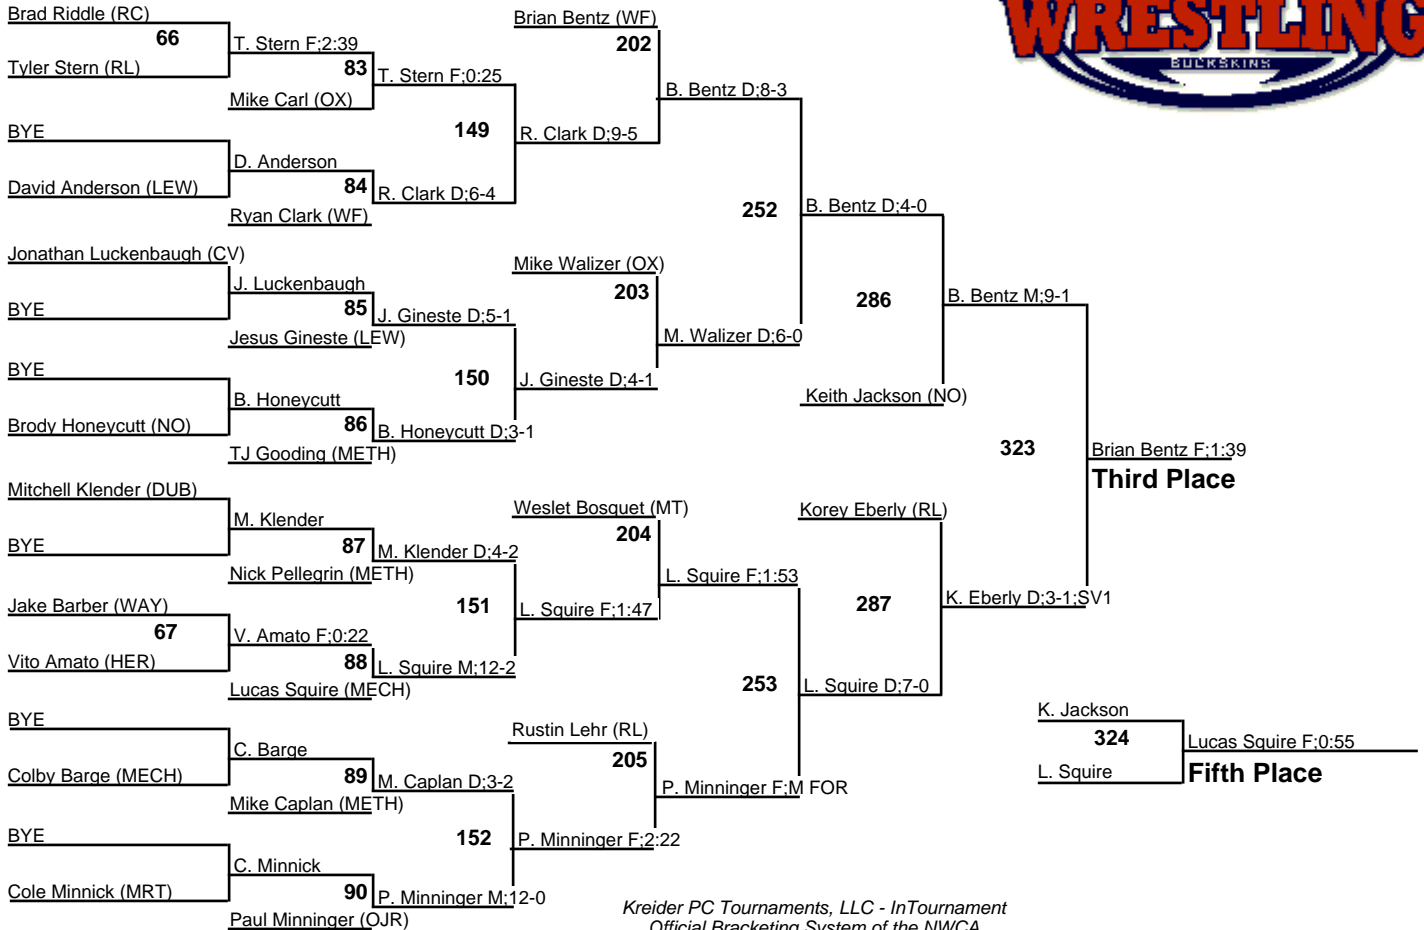 WRESTLING
BUCKSKINS
Brad Riddle (RC)
66
Tyler Stern (RL)
T. Stern F;2:39
83
Mike Carl (OX)
T. Stern F;0:25
BYE
David Anderson (LEW)
D. Anderson
84
Ryan Clark (WF)
R. Clark D;6-4
149
R. Clark D;9-5
Brian Bentz (WF)
202
B. Bentz D;8-3
Jonathan Luckenbaugh (CV)
BYE
J. Luckenbaugh
85
Jesus Gineste (LEW)
J. Gineste D;5-1
BYE
Brody Honeycutt (NO)
B. Honeycutt
86
TJ Gooding (METH)
B. Honeycutt D;3-1
150
J. Gineste D;4-1
Mike Walizer (OX)
203
M. Walizer D;6-0
252
B. Bentz D;4-0
286
Keith Jackson (NO)
B. Bentz M;9-1
Mitchell Klender (DUB)
BYE
M. Klender
87
Nick Pellegrin (METH)
M. Klender D;4-2
Jake Barber (WAY)
67
Vito Amato (HER)
V. Amato F;0:22
88
Lucas Squire (MECH)
L. Squire M;12-2
151
L. Squire F;1:47
Weslet Bosquet (MT)
204
L. Squire F;1:53
BYE
Colby Barge (MECH)
C. Barge
89
Mike Caplan (METH)
M. Caplan D;3-2
BYE
Cole Minnick (MRT)
C. Minnick
90
Paul Minninger (OJR)
P. Minninger M;12-0
152
P. Minninger F;2:22
Rustin Lehr (RL)
205
P. Minninger F;M FOR
253
L. Squire D;7-0
Korey Eberly (RL)
287
K. Eberly D;3-1;SV1
323
Brian Bentz F;1:39
Third Place
K. Jackson
324
L. Squire
Lucas Squire F;0:55
Fifth Place
Kreider PC Tournaments, LLC - InTournament
Official Bracketing System of the NWCA